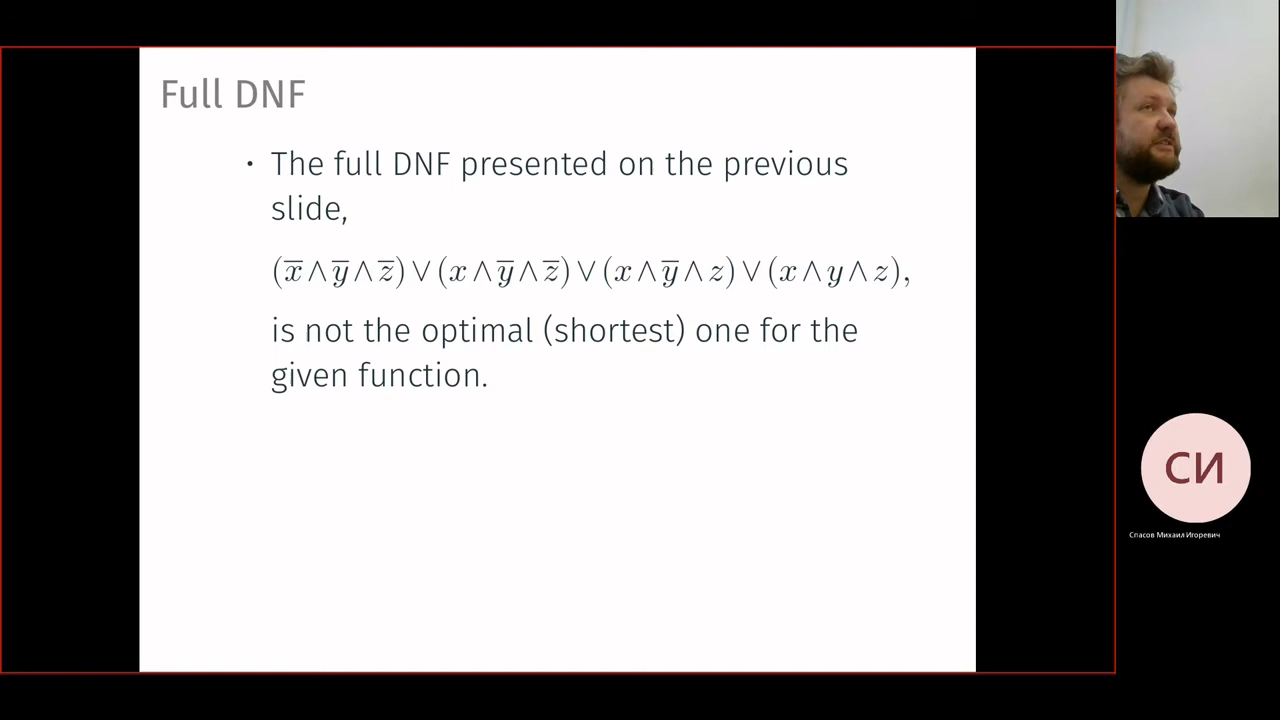 Full DNF
• The full DNF presented on the previous
slide,
(x̅ ∧ y̅ ∧ z̅) ∨ (x ∧ y̅ ∧ z̅) ∨ (x ∧ y̅ ∧ z) ∨ (x ∧ y ∧ z),
is not the optimal (shortest) one for the
given function.
СИ
Спасов Михаил Игоревич